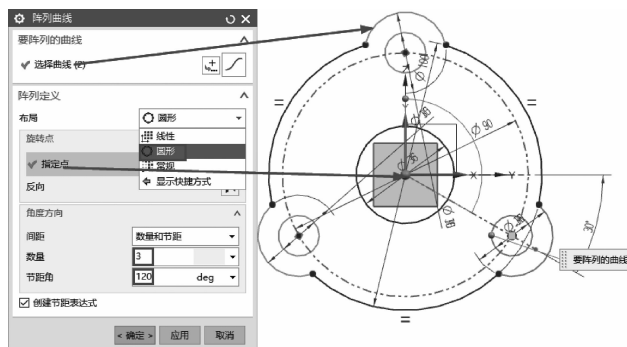 阵列曲线
要阵列的曲线
选择曲线 (2)
阵列定义
布局
圆形
旋转点
线性
圆形
常规
显示快捷方式
指定点
反向
角度方向
间距
数量和节距
数量
3
节距角
120
deg
创建节距表达式
< 确定 >
应用
取消
Ø 90
X
Y
30°
要阵列的曲线